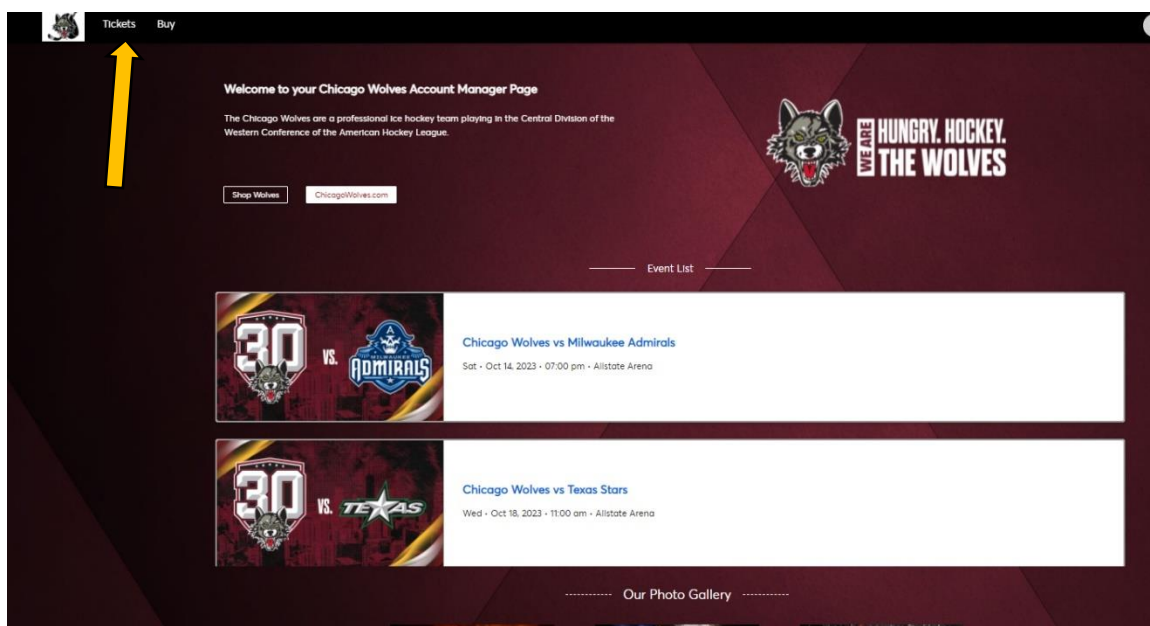 Tickets Buy
Welcome to your Chicago Wolves Account Manager Page
The Chicago Wolves are a professional ice hockey team playing in the Central Division of the
Western Conference of the American Hockey League.
WE ARE
HUNGRY. HOCKEY.
THE WOLVES
Shop Wolves ChicagoWolves.com
Event List
30 VS. A MILWAUKEE ADMIRALS
Chicago Wolves vs Milwaukee Admirals
Sat • Oct 14, 2023 • 07:00 pm • Allstate Arena
30 VS. TEXAS
Chicago Wolves vs Texas Stars
Wed • Oct 18, 2023 • 11:00 am • Allstate Arena
Our Photo Gallery